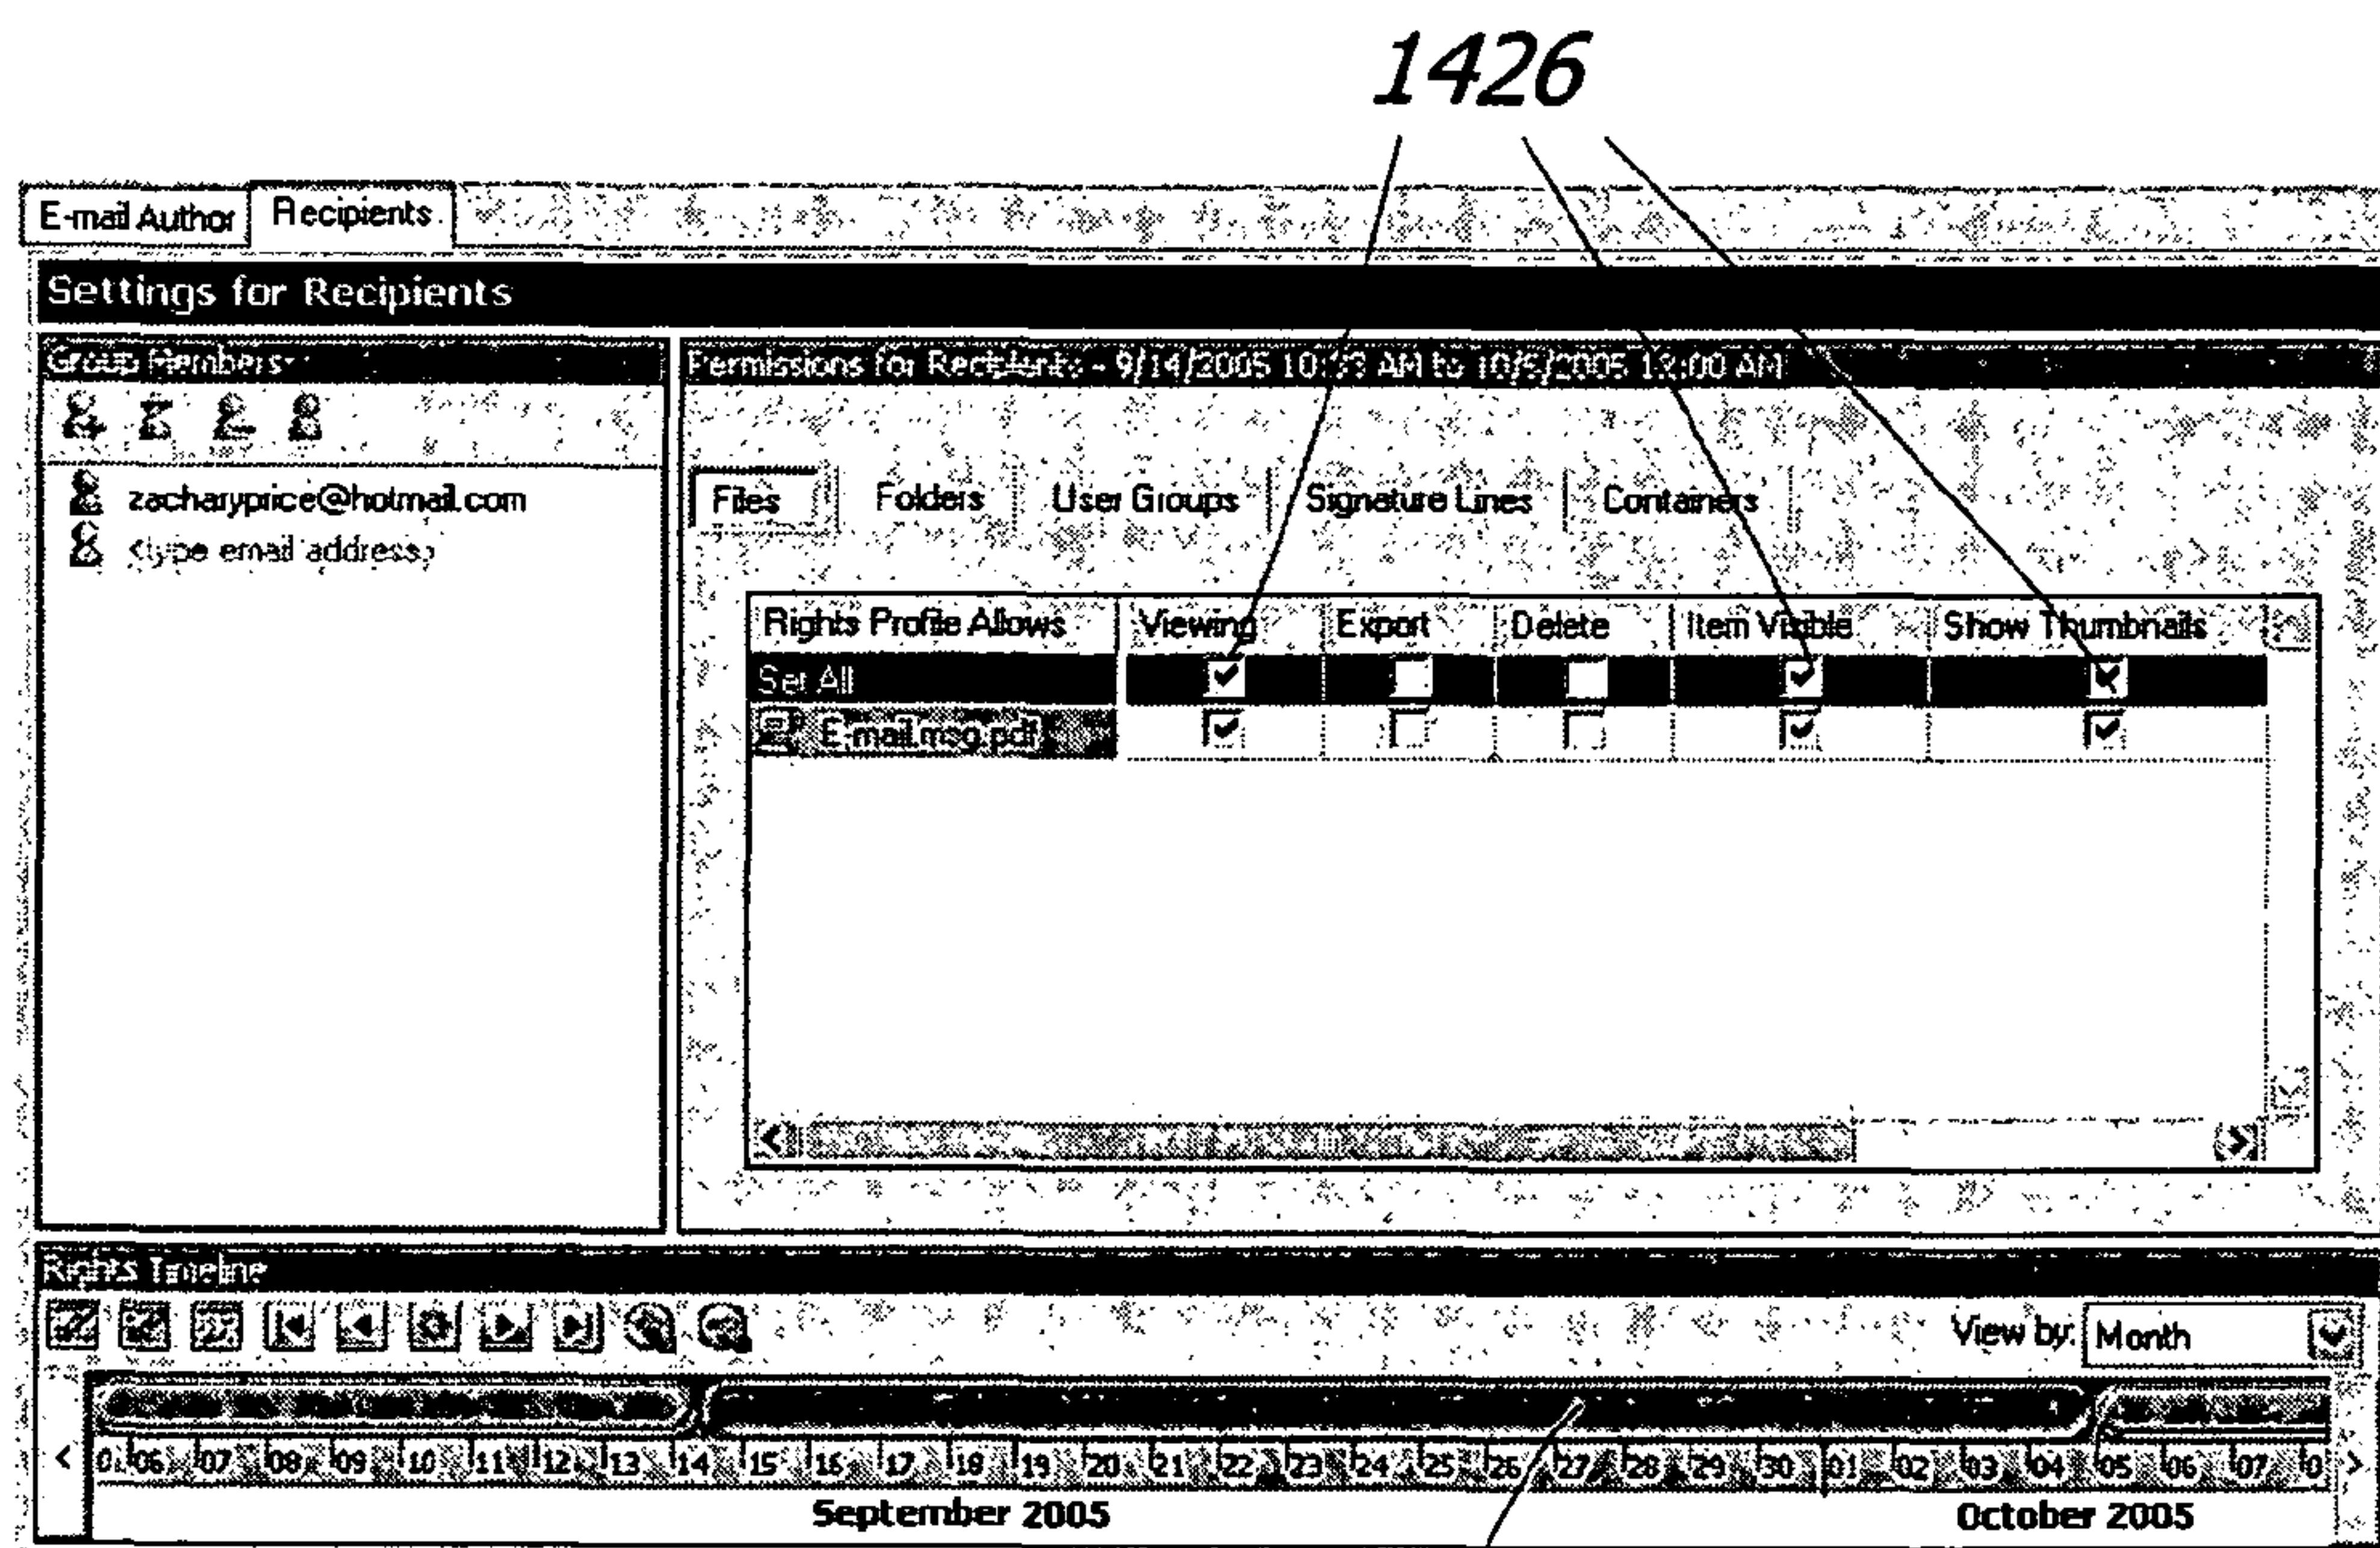 1426
E-mail Author Recipients
Settings for Recipients
Group Members
Permissions for Recipients - 9/14/2005 10: AM to 10/5/2005 12:00 AM
zacharyprice@hotmail.com
<type email address>
Files Folders User Groups Signature Lines Containers
Rights Profile Allows Viewing Export Delete Item Visible Show Thumbnails
Set All
E-mail.msg.pdf
Rights Timeline
View by: Month
06 07 08 09 10 11 12 13 14 15 16 17 18 19 20 21 22 23 24 25 26 27 28 29 30 01 02 03 04 05 06 07
September 2005 October 2005